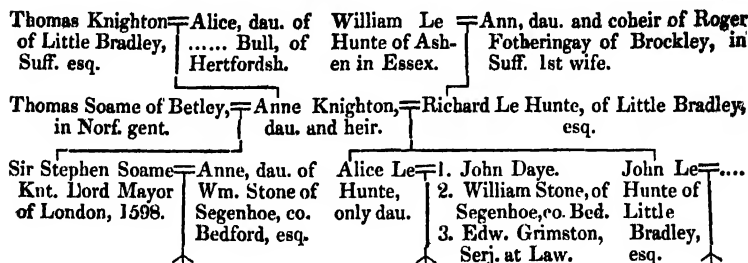 Thomas Knighton = Alice, dau. of William Le = Ann, dau. and coheir of Roger
of Little Bradley, ...... Bull, of Hunte of Ash- Fotheringay of Brockley, in
Suff. esq. Hertfordsh. en in Essex. Suff. 1st wife.
Thomas Soame of Betley, = Anne Knighton, = Richard Le Hunte, of Little Bradley,
in Norf. gent. dau. and heir. esq.
Sir Stephen Soame = Anne, dau. of Alice Le = 1. John Daye. John Le = ....
Knt. Lord Mayor Wm. Stone of Hunte, 2. William Stone, of Hunte of
of London, 1598. Segenhoe, co. only dau. Segenhoe, co. Bed. Little
Bedford, esq. 3. Edw. Grimston, Bradley,
Serj. at Law. esq.